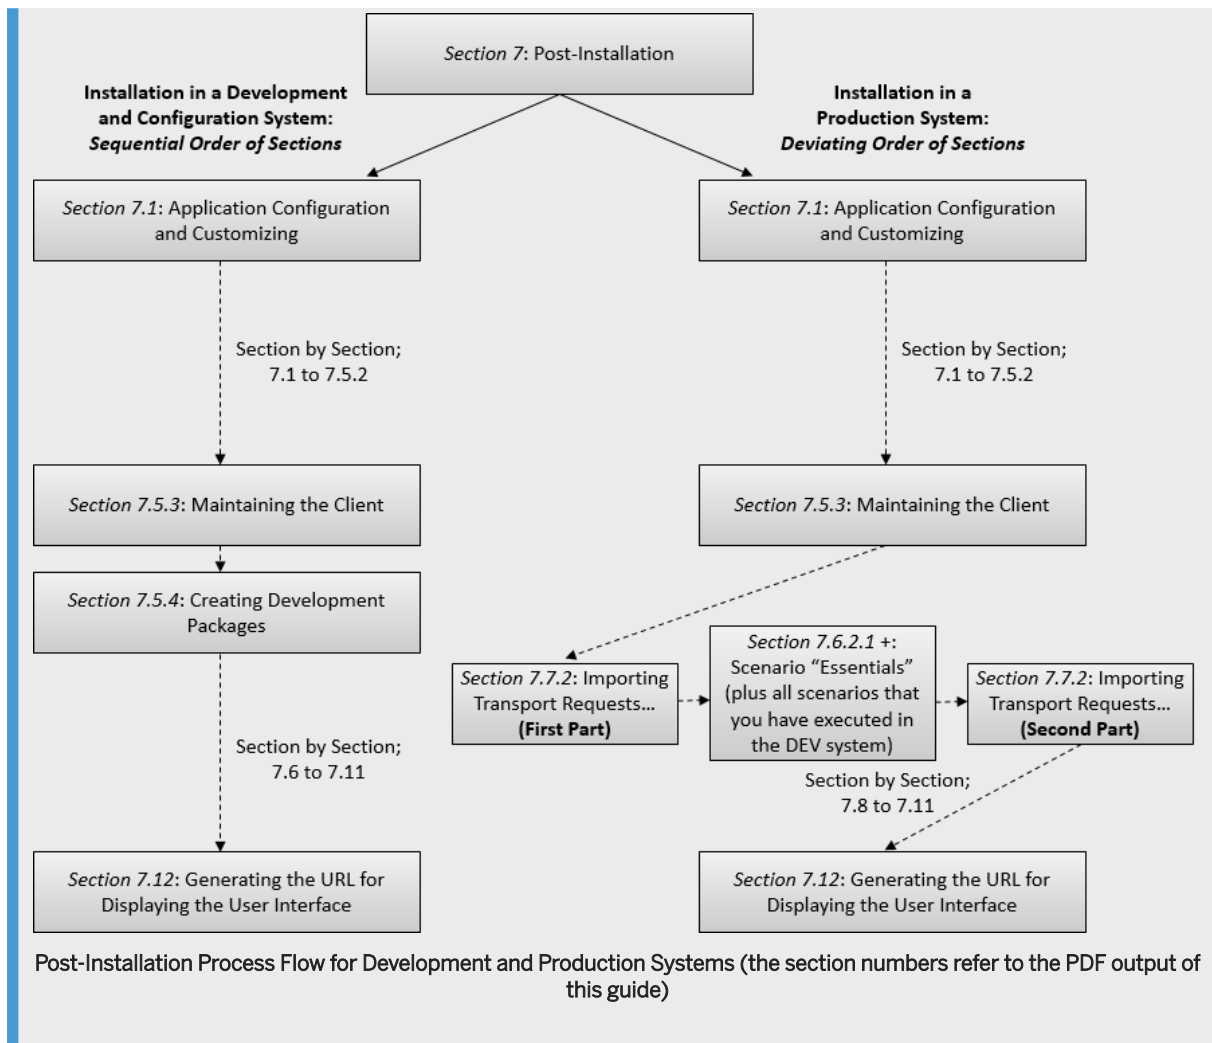 Section 7: Post-Installation
Installation in a Development
and Configuration System:
Sequential Order of Sections
Installation in a
Production System:
Deviating Order of Sections
Section 7.1: Application Configuration
and Customizing
Section 7.1: Application Configuration
and Customizing
Section by Section;
7.1 to 7.5.2
Section by Section;
7.1 to 7.5.2
Section 7.5.3: Maintaining the Client
Section 7.5.3: Maintaining the Client
Section 7.5.4: Creating Development
Packages
Section 7.7.2: Importing
Transport Requests...
(First Part)
Section 7.6.2.1 +:
Scenario “Essentials”
(plus all scenarios that
you have executed in
the DEV system)
Section 7.7.2: Importing
Transport Requests...
(Second Part)
Section by Section;
7.6 to 7.11
Section by Section;
7.8 to 7.11
Section 7.12: Generating the URL for
Displaying the User Interface
Section 7.12: Generating the URL for
Displaying the User Interface
Post-Installation Process Flow for Development and Production Systems (the section numbers refer to the PDF output of
this guide)